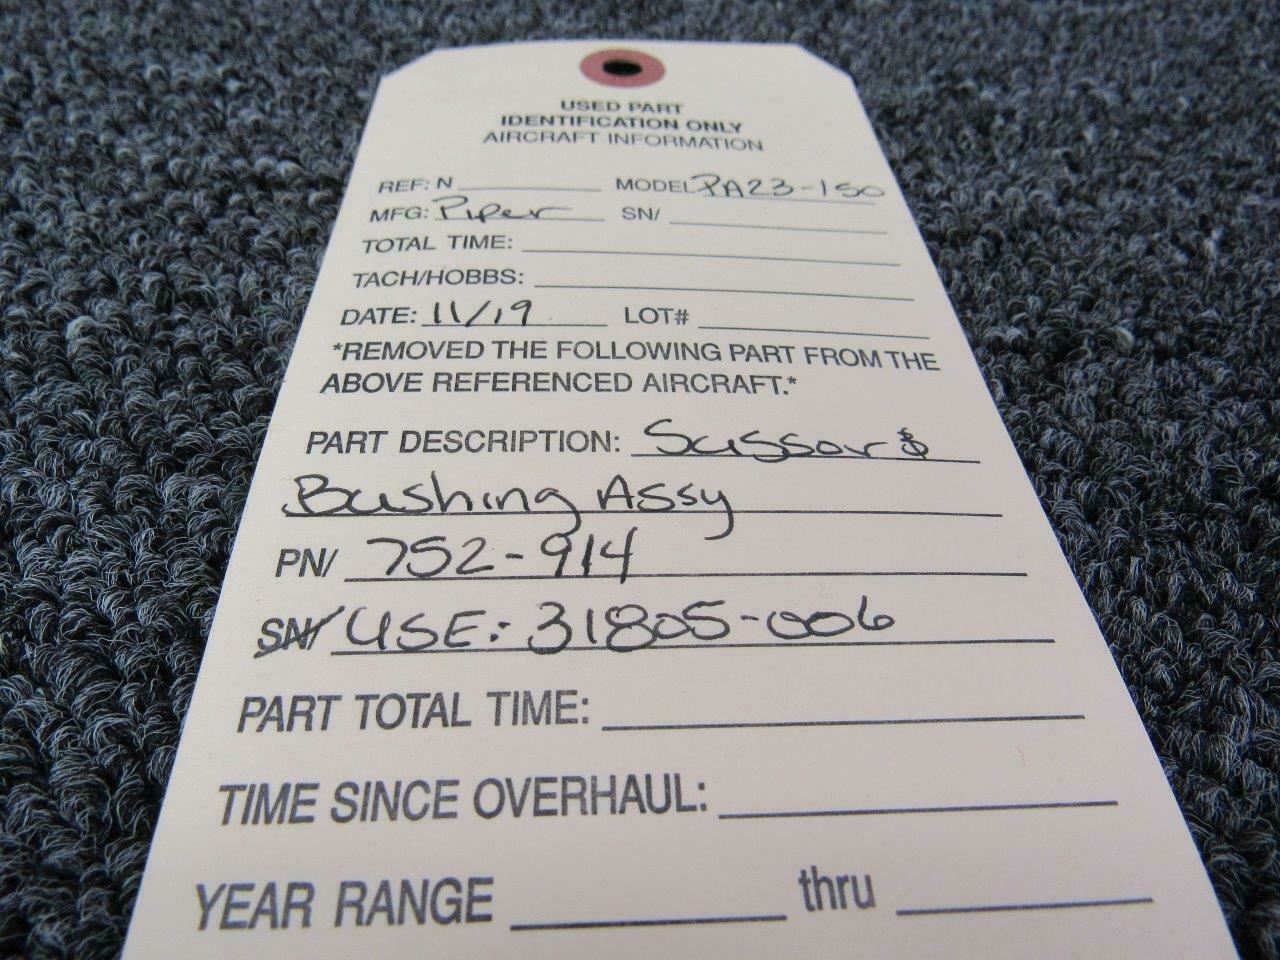 USED PART
IDENTIFICATION ONLY
AIRCRAFT INFORMATION
REF: N MODEL PA23-150
MFG: Piper SN/
TOTAL TIME:
TACH/HOBBS:
DATE: 11/19 LOT#
*REMOVED THE FOLLOWING PART FROM THE
ABOVE REFERENCED AIRCRAFT.*
PART DESCRIPTION: Scissor &
Bushing Assy
PN/ 752-914
SN/ USE:- 31805-006
PART TOTAL TIME:
TIME SINCE OVERHAUL:
YEAR RANGE thru